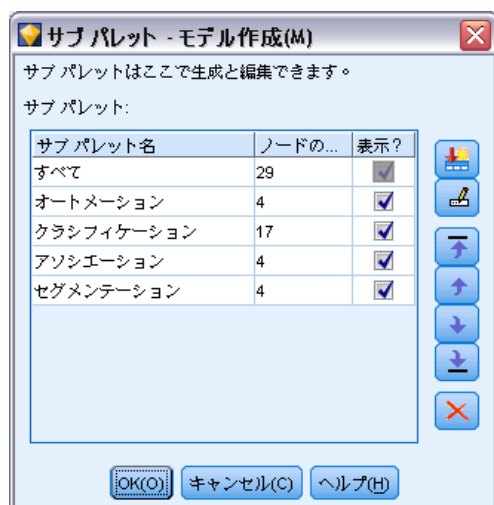 サブ パレット - モデル作成(M)
サブ パレットはここで生成と編集できます。
サブ パレット:
サブ パレット名 ノードの... 表示?
すべて 29
オートメーション 4
クラシフィケーション 17
アソシエーション 4
セグメンテーション 4
OK(O) キャンセル(C) ヘルプ(H)